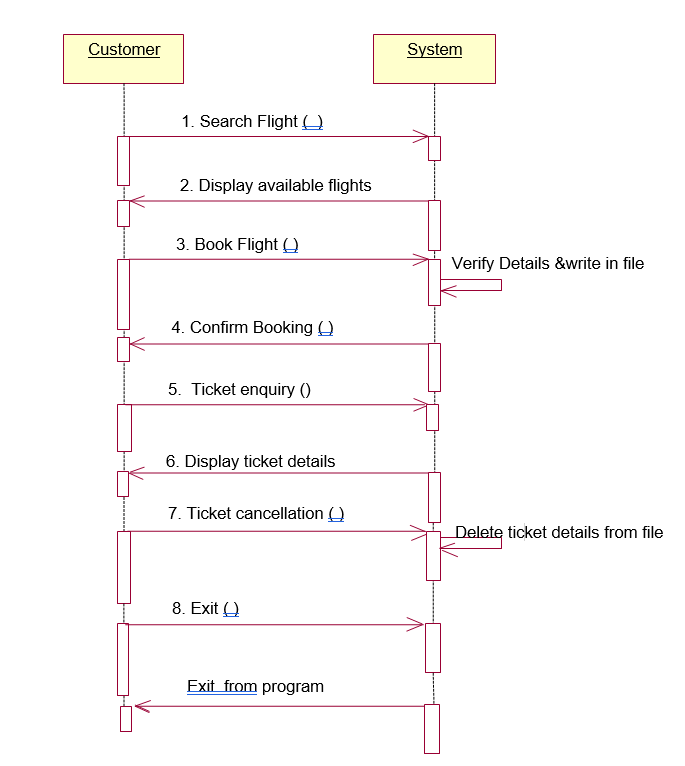 Customer
System
1. Search Flight ( )
2. Display available flights
3. Book Flight ( )
Verify Details &write in file
4. Confirm Booking ( )
5.  Ticket enquiry ()
6. Display ticket details
7. Ticket cancellation ( )
Delete ticket details from file
8. Exit ( )
Exit  from program